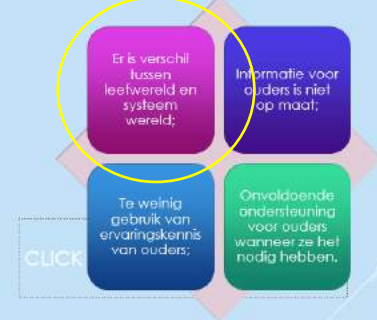 Er is verschil
tussen
leefwereld en
systeem
wereld;
Informatie voor
ouders is niet
op maat;
Te weinig
gebruik van
ervaringskennis
van ouders;
Onvoldoende
ondersteuning
voor ouders
wanneer ze het
nodig hebben.
CLICK